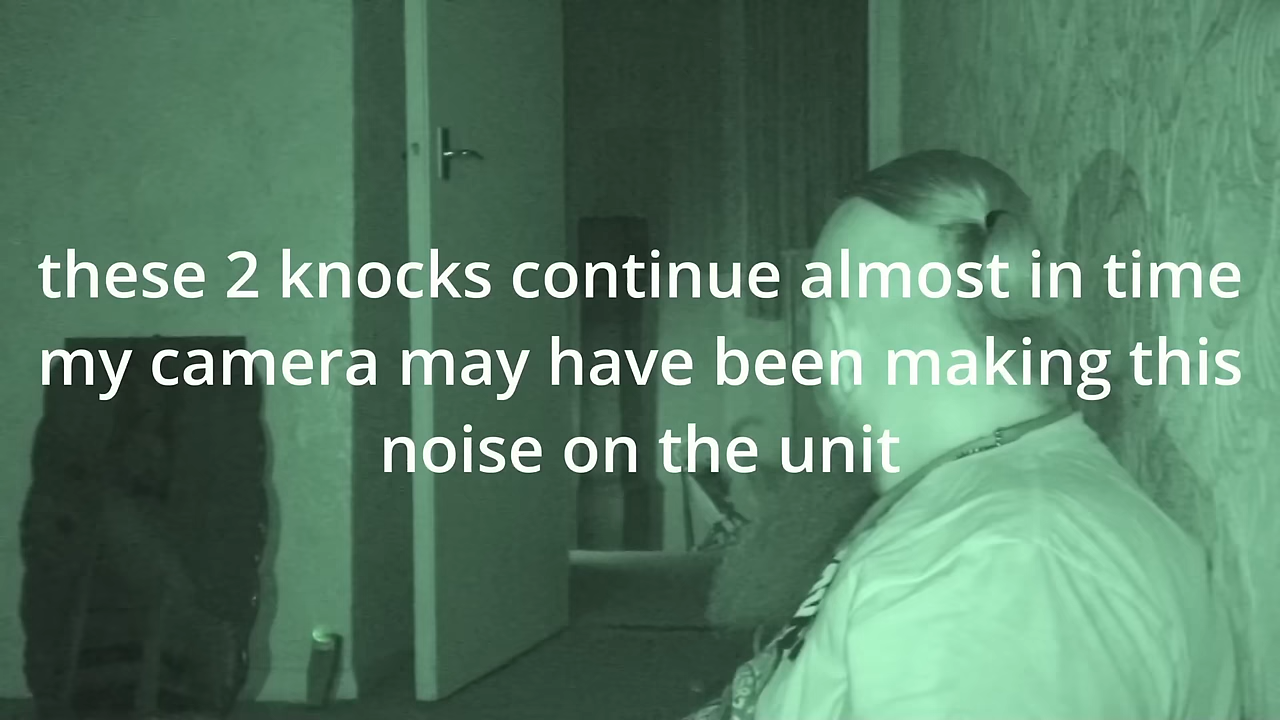 these 2 knocks continue almost in time
my camera may have been making this
noise on the unit